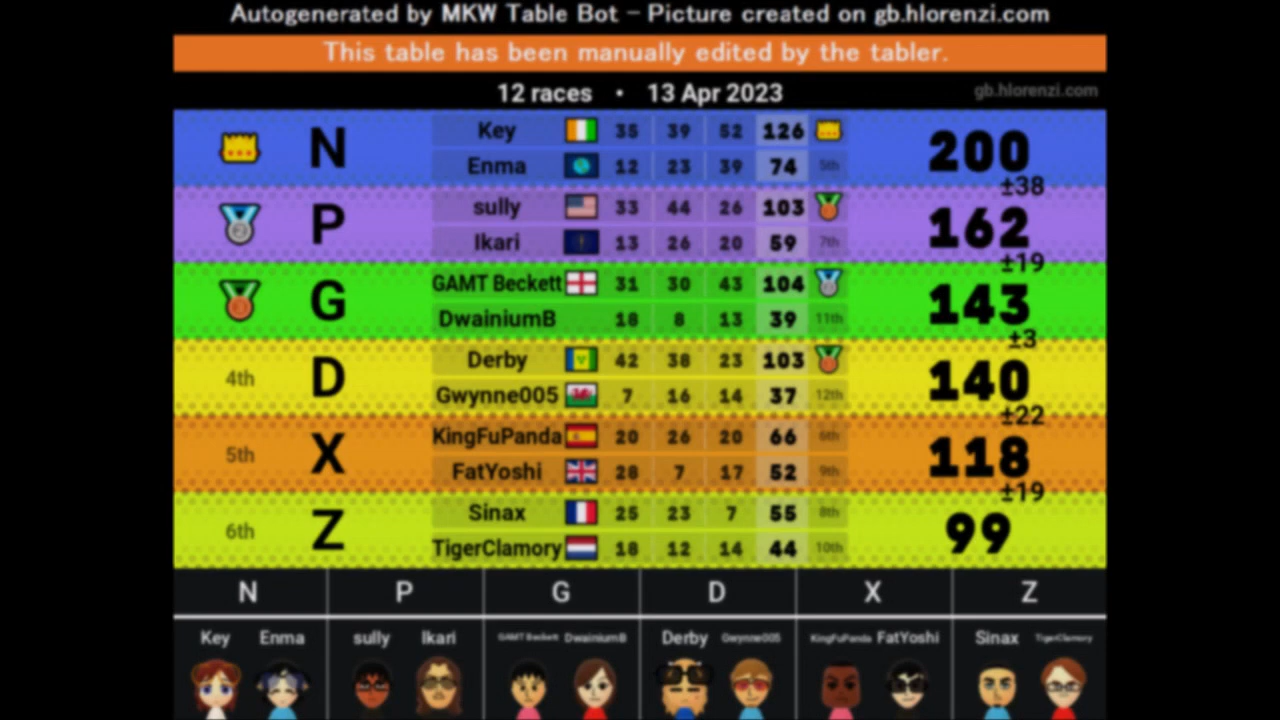 Autogenerated by MKW Table Bot – Picture created on gb.hlorenzi.com
This table has been manually edited by the tabler.
12 races • 13 Apr 2023 gb.hlorenzi.com
N
Key 35 39 52 126
Enma 12 23 39 74 5th
200
±38
P
sully 33 44 26 103
Ikari 13 26 20 59 7th
162
±19
G
GAMT Beckett 31 30 43 104
DwainiumB 18 8 13 39 11th
143
±3
4th D
Derby 42 38 23 103
Gwynne005 7 16 14 37 12th
140
±22
5th X
KingFuPanda 20 26 20 66 6th
FatYoshi 28 7 17 52 9th
118
±19
6th Z
Sinax 25 23 7 55 8th
TigerClamory 18 12 14 44 10th
99
N P G D X Z
Key Enma sully Ikari GAMT Beckett DwainiumB Derby Gwynne005 KingFuPanda FatYoshi Sinax TigerClamory